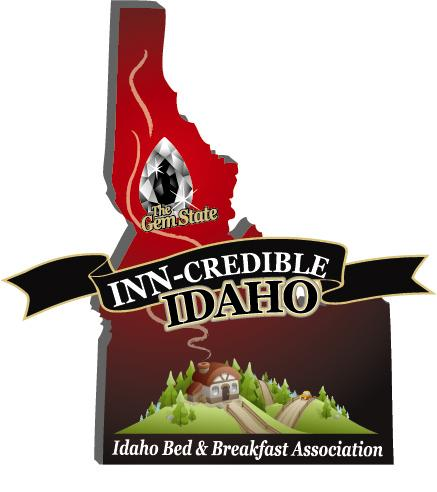 The
Gem State
INN-CREDIBLE
IDAHO
Idaho Bed & Breakfast Association